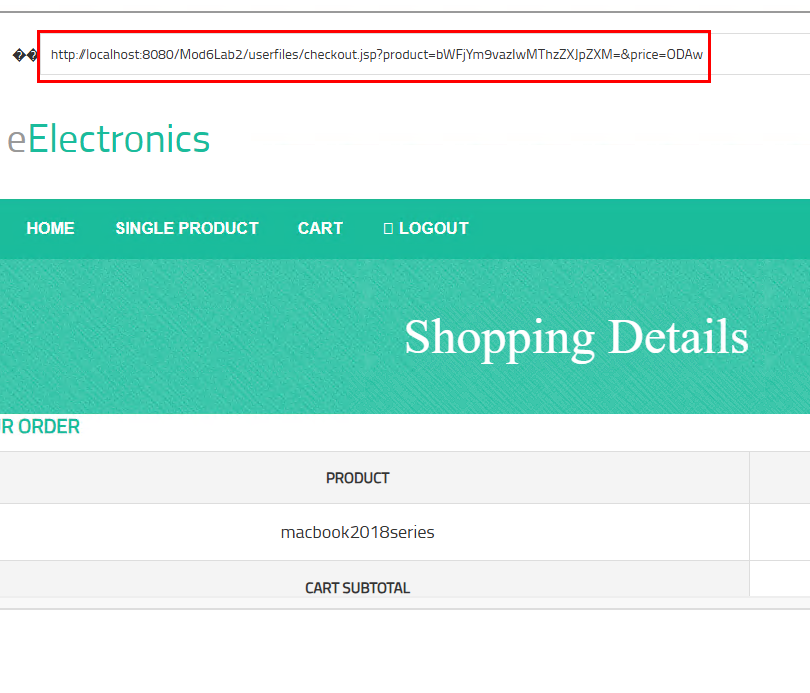 ��http://localhost:8080/Mod6Lab2/userfiles/checkout.jsp?product=bWFjYm9vazIwMThzZXJpZXM=&price=ODAw
eElectronics
HOME SINGLE PRODUCT CART LOGOUT
Shopping Details
R ORDER
PRODUCT
macbook2018series
CART SUBTOTAL